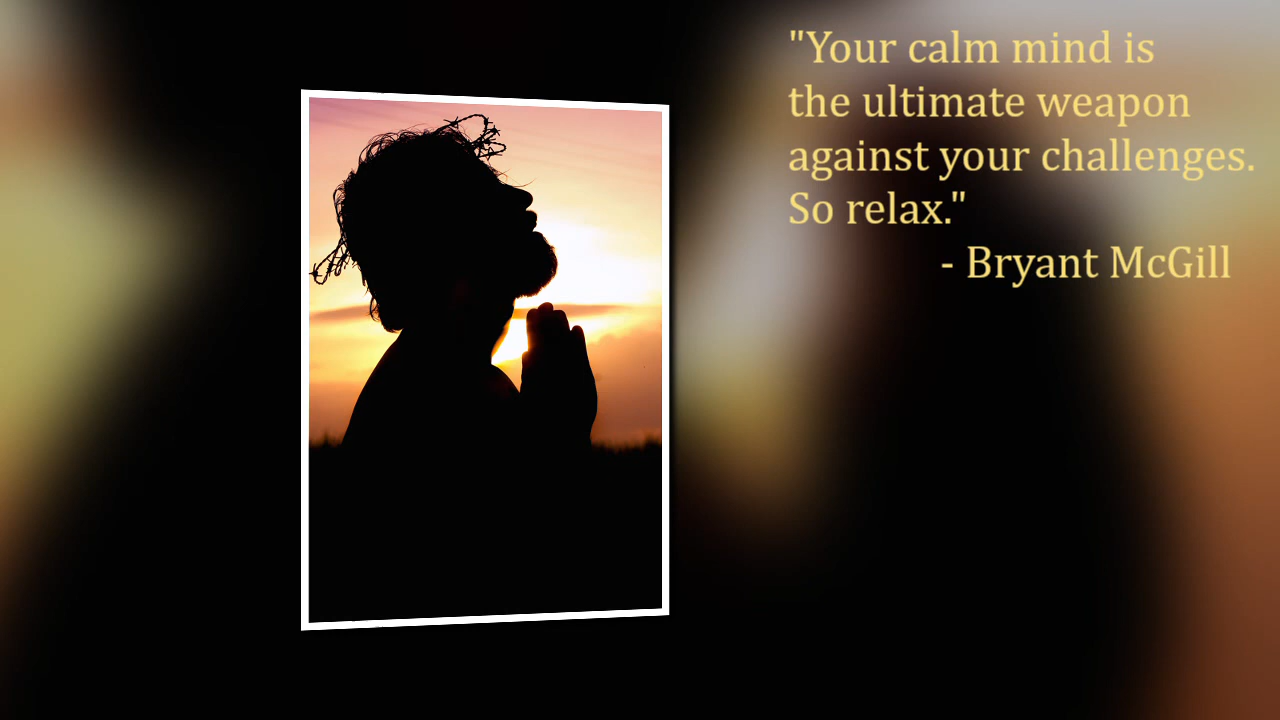 "Your calm mind is
the ultimate weapon
against your challenges.
So relax."
- Bryant McGill